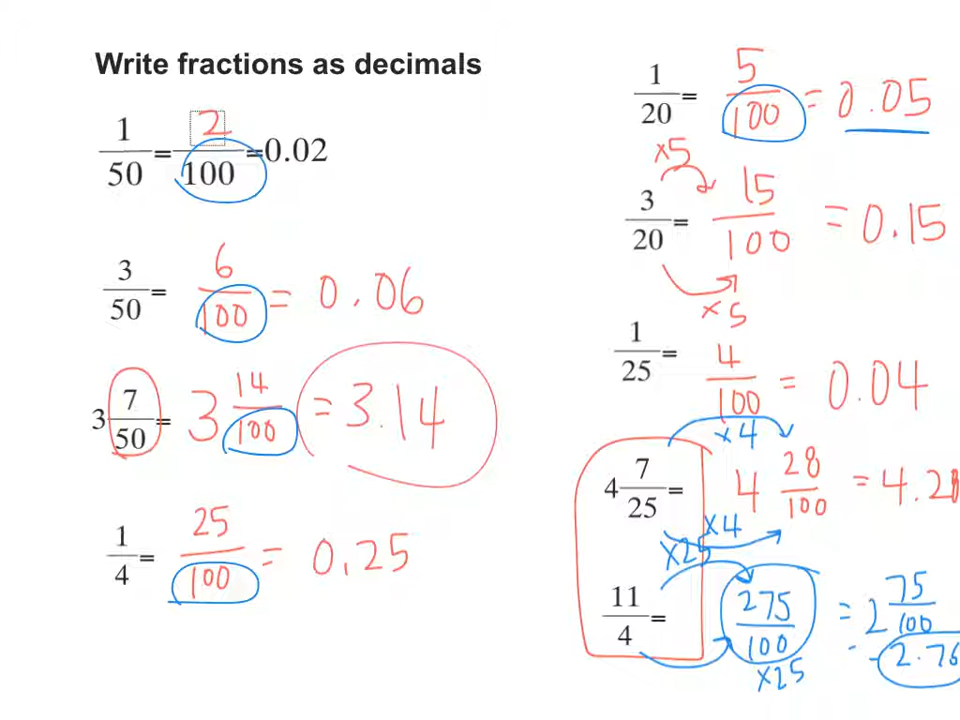 Write fractions as decimals
1/50 = 2/100 = 0.02
3/50 = 6/100 = 0.06
3 7/50 = 3 14/100 = 3.14
1/4 = 25/100 = 0.25
1/20 = 5/100 = 0.05
×5
3/20 = 15/100 = 0.15
×5
1/25 = 4/100 = 0.04
×4
4 7/25 = 4 28/100 = 4.28
×4
×25
11/4 = 275/100 = 2 75/100
= 2.76
×25